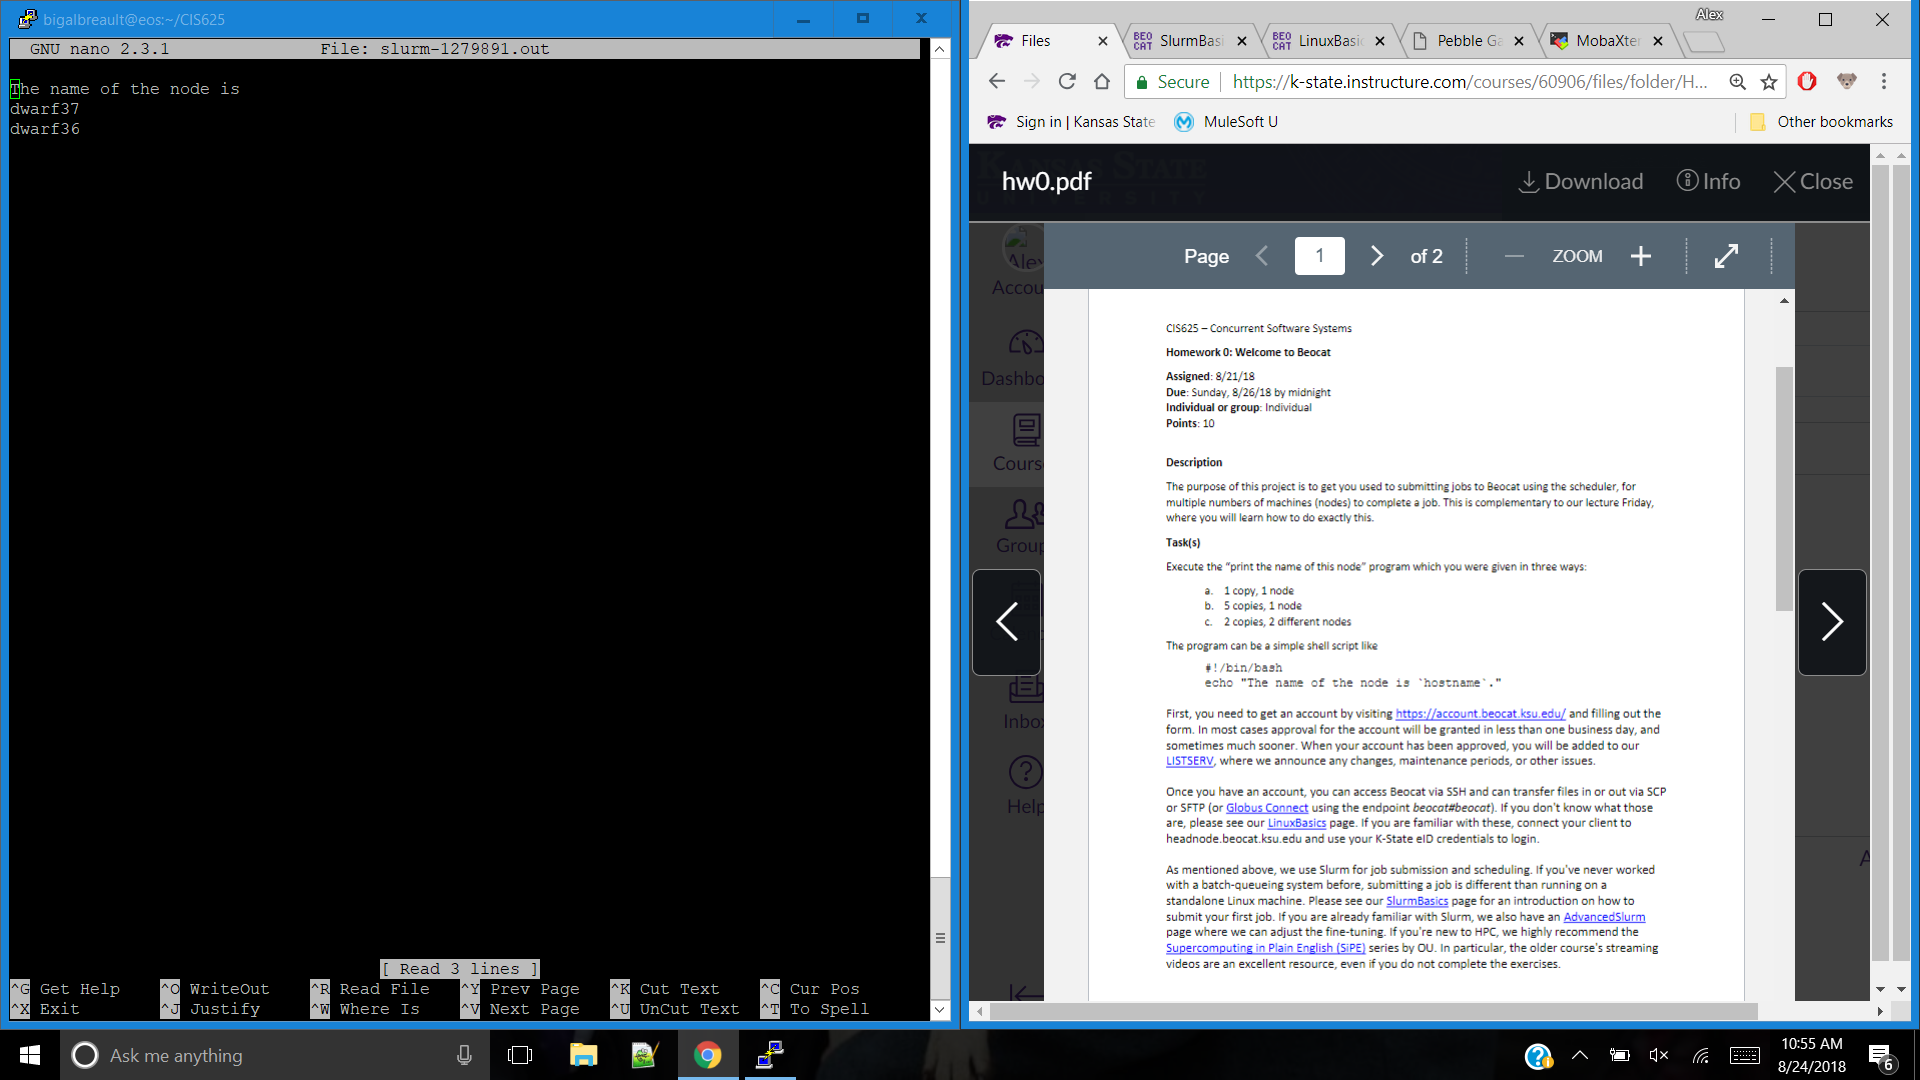 bigalbreault@eos:~/CIS625
GNU nano 2.3.1 File: slurm-1279891.out
The name of the node is
dwarf37
dwarf36
[ Read 3 lines ]
^G Get Help ^O WriteOut ^R Read File ^Y Prev Page ^K Cut Text ^C Cur Pos
^X Exit ^J Justify ^W Where Is ^V Next Page ^U UnCut Text ^T To Spell
Alex
Files BEO CAT SlurmBasi BEO CAT LinuxBasic Pebble Ga MobaXter
Secure https://k-state.instructure.com/courses/60906/files/folder/H...
Sign in | Kansas State MuleSoft U Other bookmarks
KANSAS STATE
UNIVERSITY
hw0.pdf Download Info Close
Page 1 of 2 ZOOM
Alex
Accou
Dashbo
Cours
Group
Inbox
Help
CIS625 – Concurrent Software Systems
Homework 0: Welcome to Beocat
Assigned: 8/21/18
Due: Sunday, 8/26/18 by midnight
Individual or group: Individual
Points: 10
Description
The purpose of this project is to get you used to submitting jobs to Beocat using the scheduler, for
multiple numbers of machines (nodes) to complete a job. This is complementary to our lecture Friday,
where you will learn how to do exactly this.
Task(s)
Execute the "print the name of this node" program which you were given in three ways:
a. 1 copy, 1 node
b. 5 copies, 1 node
c. 2 copies, 2 different nodes
The program can be a simple shell script like
#!/bin/bash
echo "The name of the node is `hostname`."
First, you need to get an account by visiting https://account.beocat.ksu.edu/ and filling out the
form. In most cases approval for the account will be granted in less than one business day, and
sometimes much sooner. When your account has been approved, you will be added to our
LISTSERV, where we announce any changes, maintenance periods, or other issues.
Once you have an account, you can access Beocat via SSH and can transfer files in or out via SCP
or SFTP (or Globus Connect using the endpoint beocat#beocat). If you don't know what those
are, please see our LinuxBasics page. If you are familiar with these, connect your client to
headnode.beocat.ksu.edu and use your K-State eID credentials to login.
As mentioned above, we use Slurm for job submission and scheduling. If you've never worked
with a batch-queueing system before, submitting a job is different than running on a
standalone Linux machine. Please see our SlurmBasics page for an introduction on how to
submit your first job. If you are already familiar with Slurm, we also have an AdvancedSlurm
page where we can adjust the fine-tuning. If you're new to HPC, we highly recommend the
Supercomputing in Plain English (SiPE) series by OU. In particular, the older course's streaming
videos are an excellent resource, even if you do not complete the exercises.
Ask me anything
10:55 AM
8/24/2018
6